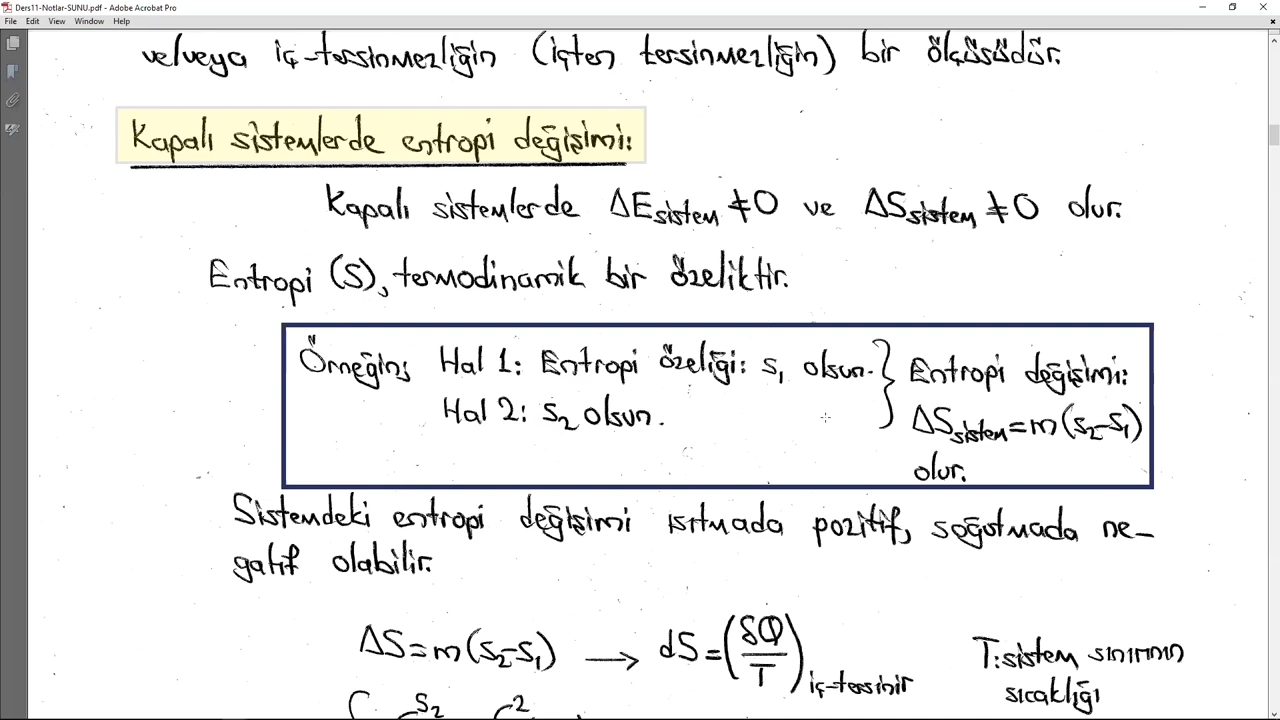 Ders11-Notlar-SUNU.pdf - Adobe Acrobat Pro
File Edit View Window Help
ve/veya iç-tersinmezliğin (içten tersinmezliğin) bir ölçüsüdür.
Kapalı sistemlerde entropi değişimi:
Kapalı sistemlerde ΔEsistem ≠0 ve ΔSsistem ≠0 olur.
Entropi (S), termodinamik bir özeliktir.
Örneğin; Hal 1: Entropi özeliği: s₁ olsun. } Entropi değişimi:
Hal 2: s₂ olsun. ΔSsistem=m(s₂-s₁)
olur.
Sistemdeki entropi değişimi ısıtmada pozitif, soğutmada ne-
gatif olabilir.
ΔS=m(s₂-s₁) → dS=(δQ/T)iç-tersinir T:sistem sınırının
sıcaklığı
S₂ 2